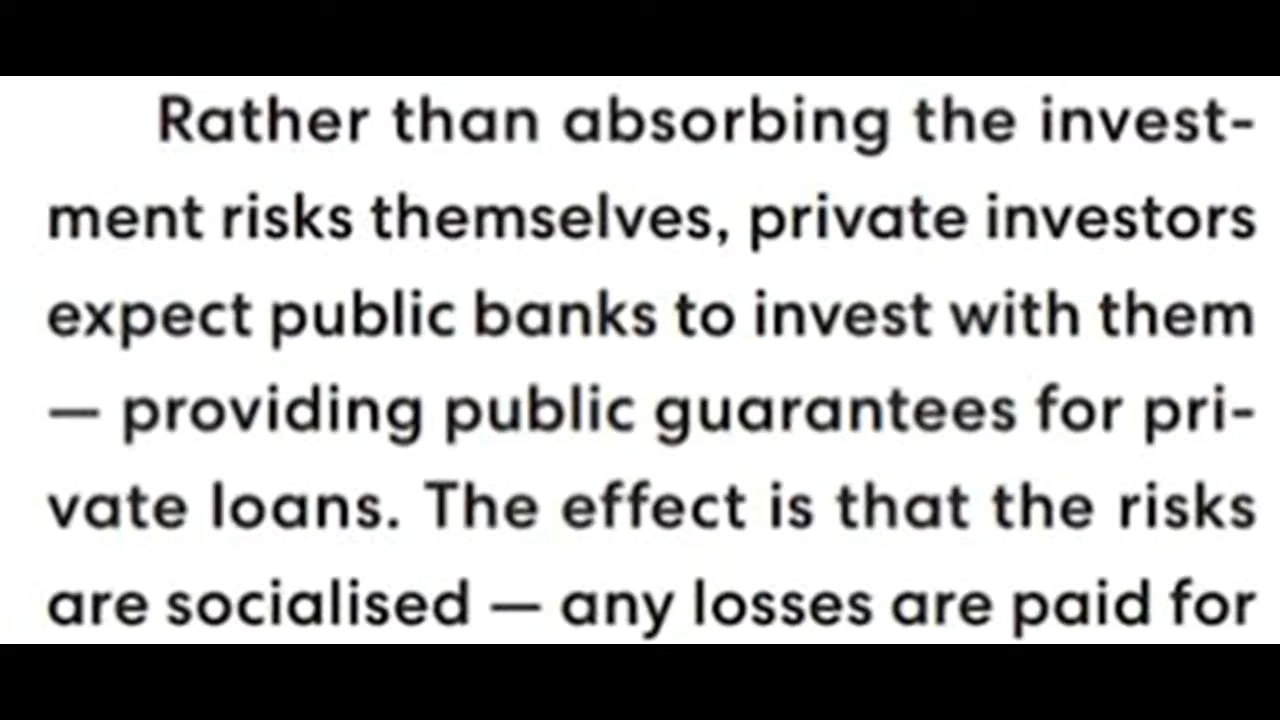 Rather than absorbing the invest-
ment risks themselves, private investors
expect public banks to invest with them
— providing public guarantees for pri-
vate loans. The effect is that the risks
are socialised — any losses are paid for